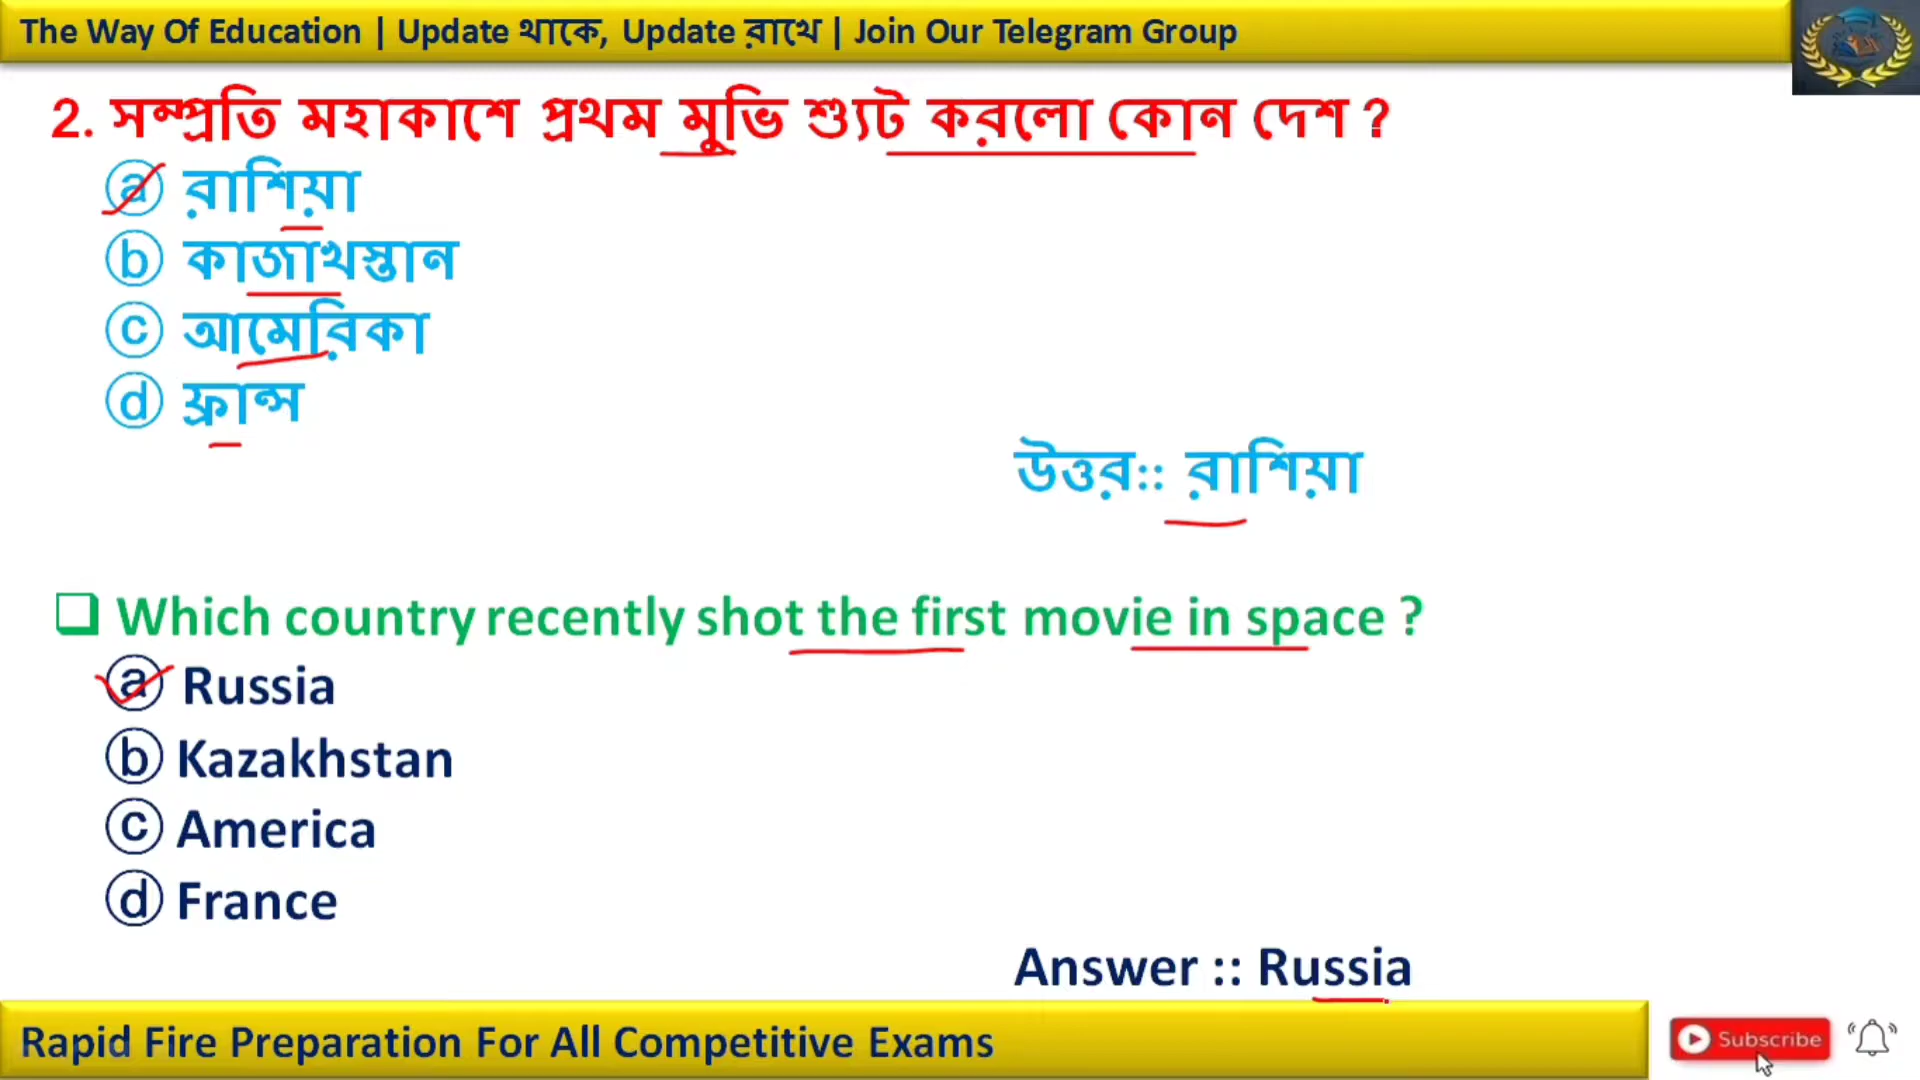 The Way Of Education | Update থাকে, Update রাখে | Join Our Telegram Group
2. সম্প্রতি মহাকাশে প্রথম মুভি শ্যুট করলো কোন দেশ ?
ⓐ রাশিয়া
ⓑ কাজাখস্তান
ⓒ আমেরিকা
ⓓ ফ্রান্স
উত্তর:: রাশিয়া
❑ Which country recently shot the first movie in space ?
ⓐ Russia
ⓑ Kazakhstan
ⓒ America
ⓓ France
Answer :: Russia
Rapid Fire Preparation For All Competitive Exams
Subscribe